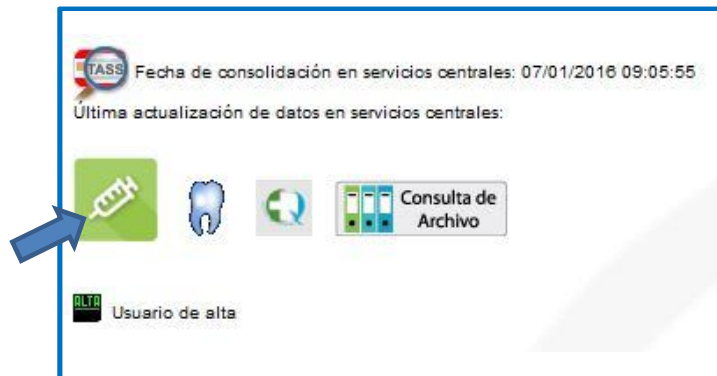 TASS Fecha de consolidación en servicios centrales: 07/01/2016 09:05:55
Última actualización de datos en servicios centrales:
Q
Consulta de
Archivo
ALTA
Usuario de alta